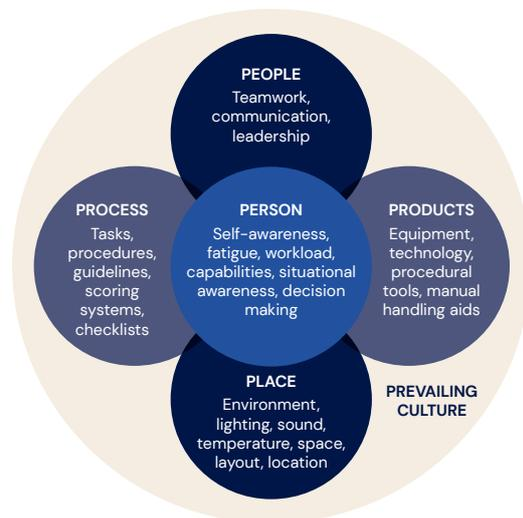 PEOPLE
Teamwork,
communication,
leadership
PROCESS
Tasks,
procedures,
guidelines,
scoring
systems,
checklists
PERSON
Self-awareness,
fatigue, workload,
capabilities, situational
awareness, decision
making
PRODUCTS
Equipment,
technology,
procedural
tools, manual
handling aids
PLACE
Environment,
lighting, sound,
temperature, space,
layout, location
PREVAILING
CULTURE